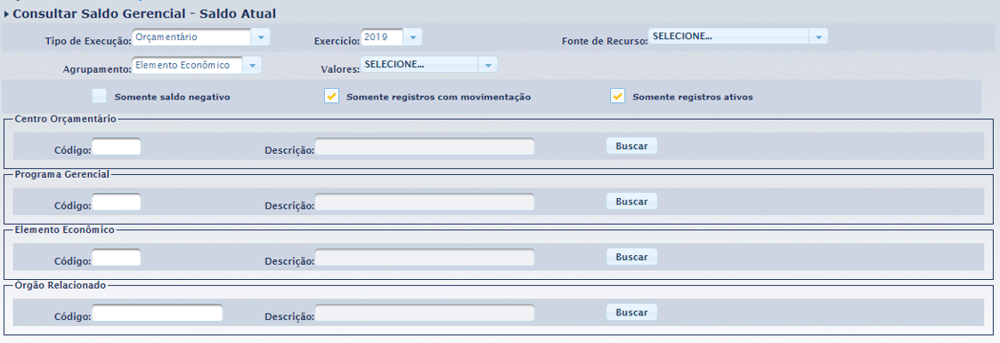 Consultar Saldo Gerencial - Saldo Atual
Tipo de Execução: Orçamentário Exercício: 2019 Fonte de Recurso: SELECIONE...
Agrupamento: Elemento Econômico Valores: SELECIONE...
Somente saldo negativo Somente registros com movimentação Somente registros ativos
Centro Orçamentário
Código: Descrição: Buscar
Programa Gerencial
Código: Descrição: Buscar
Elemento Econômico
Código: Descrição: Buscar
Órgão Relacionado
Código: Descrição: Buscar